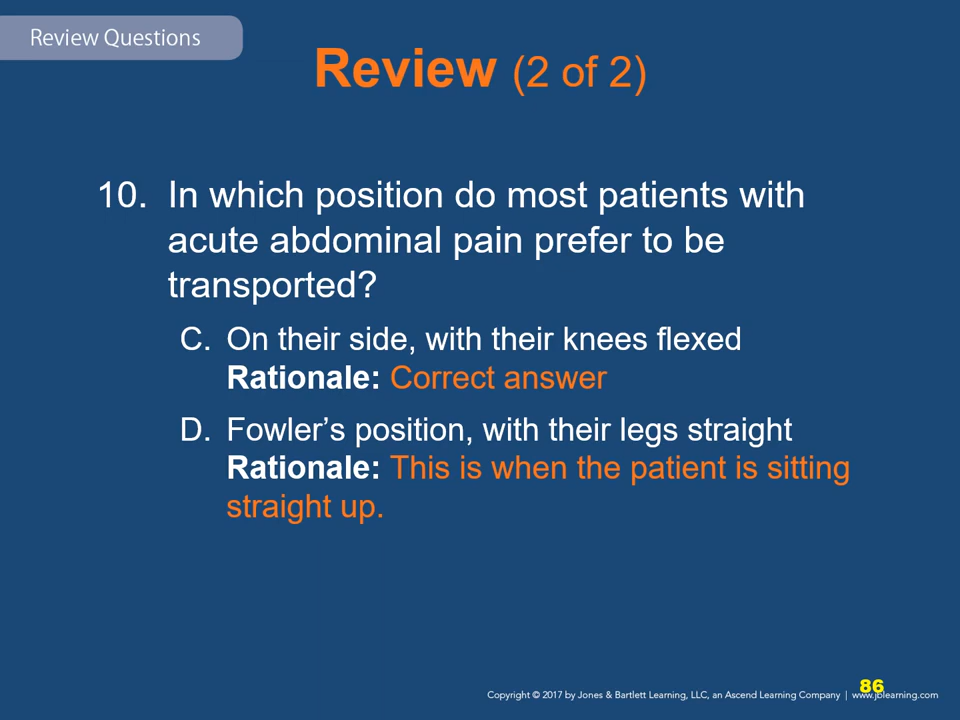 Review Questions
Review (2 of 2)
10. In which position do most patients with
acute abdominal pain prefer to be
transported?
C. On their side, with their knees flexed
Rationale: Correct answer
D. Fowler’s position, with their legs straight
Rationale: This is when the patient is sitting
straight up.
86
Copyright © 2017 by Jones & Bartlett Learning, LLC, an Ascend Learning Company | www.jblearning.com